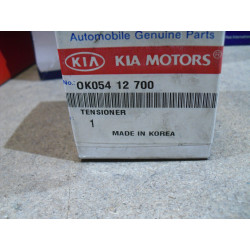 Automobile Genuine Parts
KIA KIA MOTORS
No. 0K054 12 700
TENSIONER
1
MADE IN KOREA